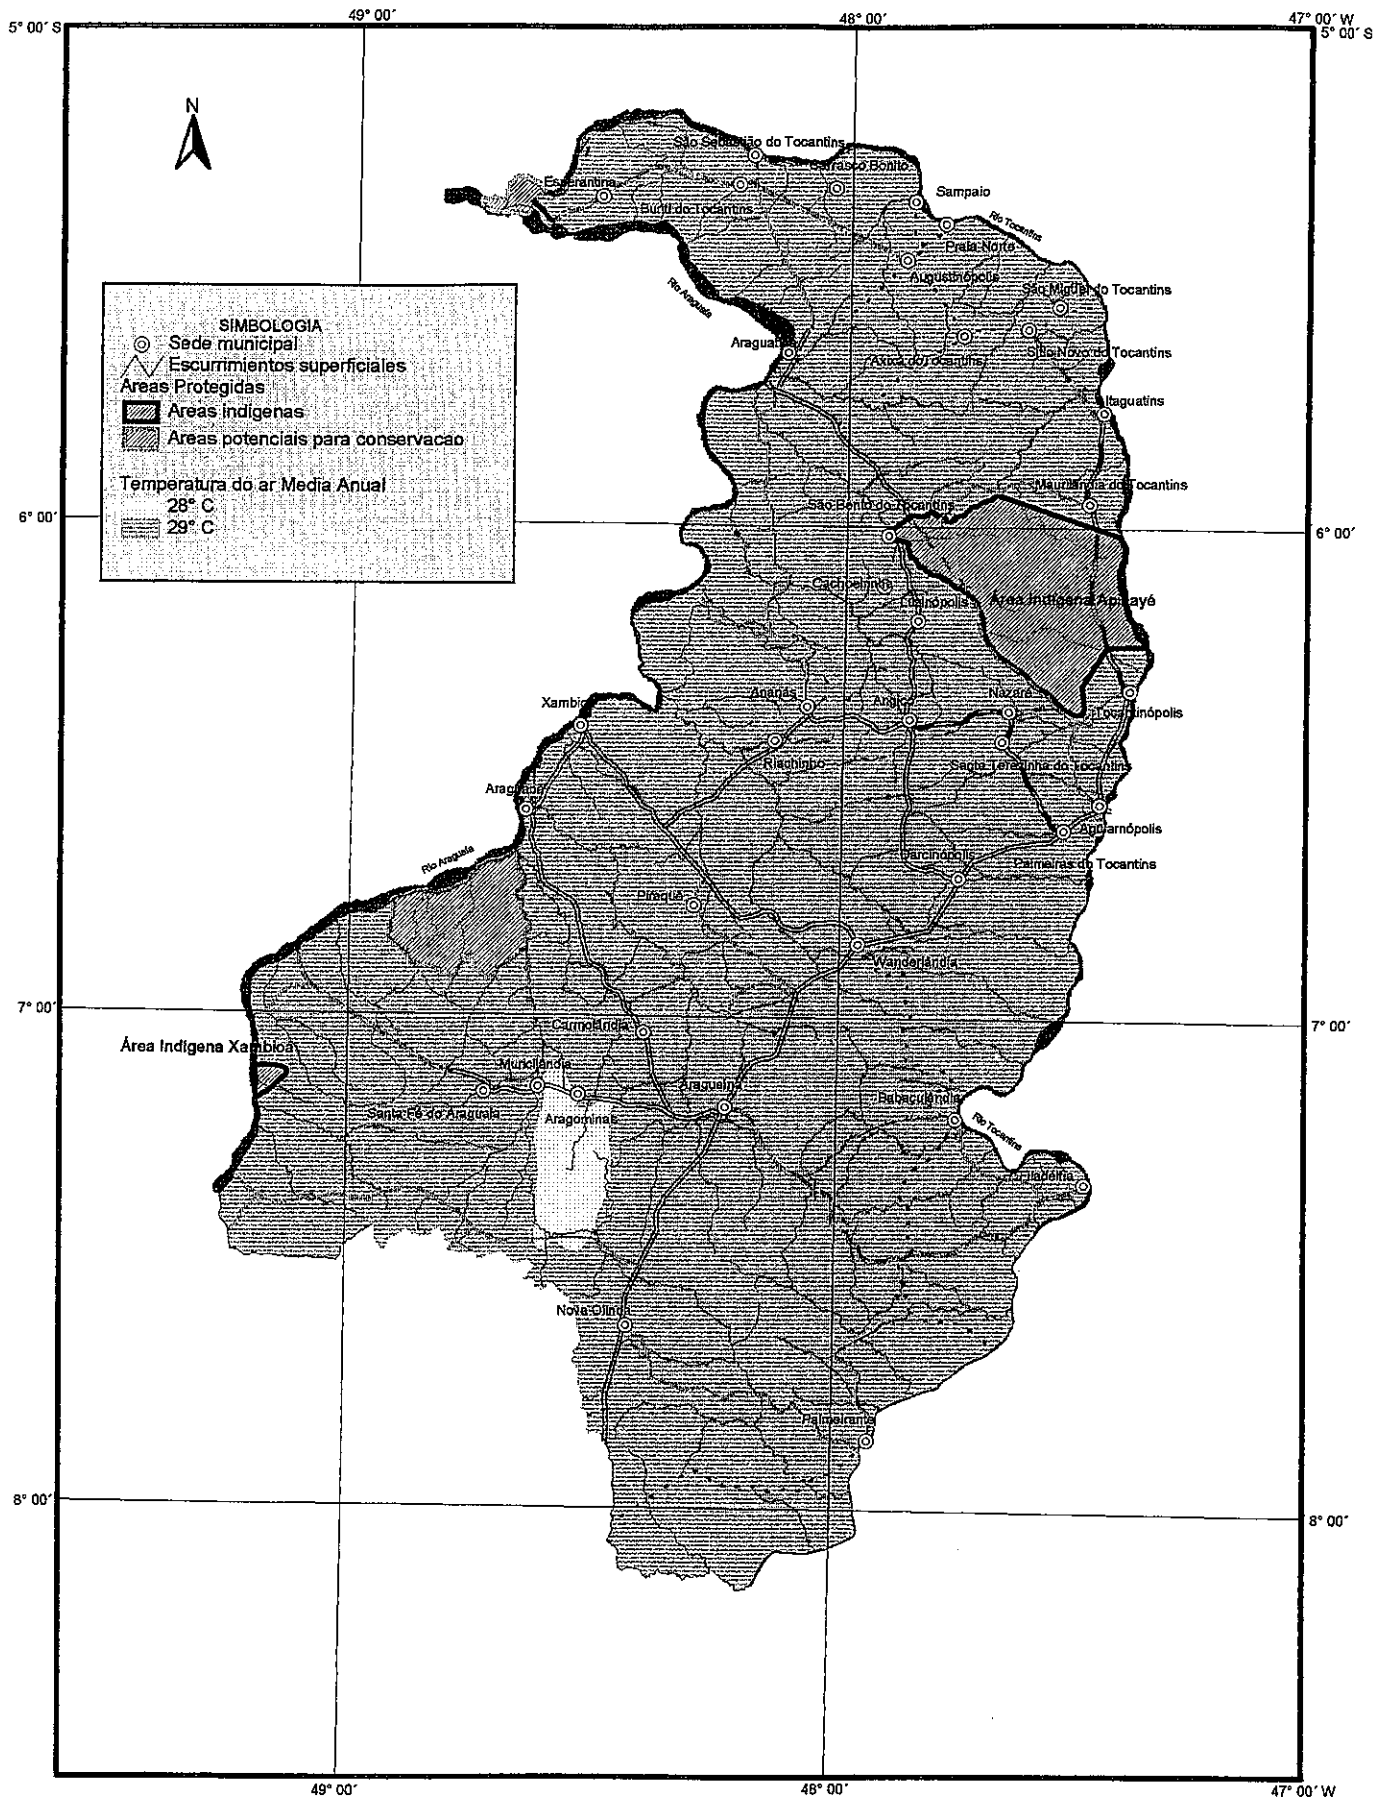 49° 00´
48° 00´
47° 00´ W
5° 00´ S
5° 00´ S
N
São Sebastião do Tocantins
Carrasco Bonito
Esperantina
Sampaio
Buriti do Tocantins
Rio Tocantins
Praia Norte
Augustinópolis
São Miguel do Tocantins
Rio Araguaia
SIMBOLOGIA
Sede municipal
Escurrimientos superficiales
Areas Protegidas
Areas indígenas
Areas potenciais para conservacao
Temperatura do ar Media Anual
28° C
29° C
Araguatins
Axixá do Tocantins
Sítio Novo do Tocantins
Itaguatins
Maurilândia do Tocantins
São Bento do Tocantins
6° 00´
6° 00´
Cachoeirinha
Luzinópolis
Área Indígena Apinayé
Ananás
Angico
Nazaré
Xambioá
Tocantinópolis
Riachinho
Santa Terezinha do Tocantins
Araguanã
Aguiarnópolis
Darcinópolis
Palmeiras do Tocantins
Rio Araguaia
Piraquê
Wanderlândia
7° 00´
7° 00´
Carmolândia
Área Indígena Xambioá
Muricilândia
Araguaína
Babaçulândia
Santa Fé do Araguaia
Aragominas
Rio Tocantins
Filadélfia
Nova Olinda
Palmeirante
8° 00´
8° 00´
49° 00´
48° 00´
47° 00´ W